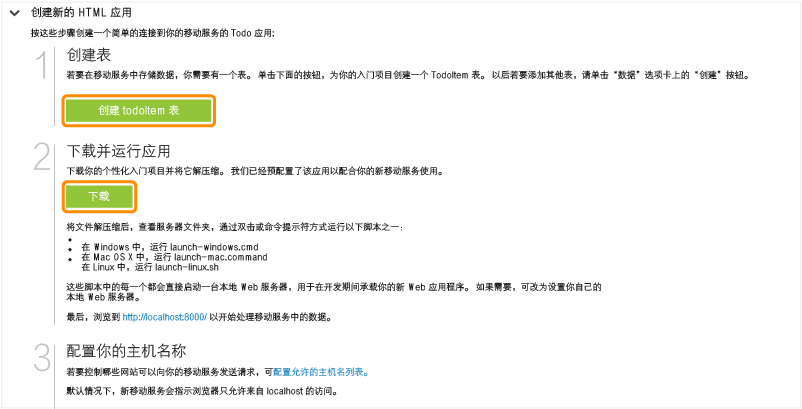 创建新的 HTML 应用
按这些步骤创建一个简单的连接到你的移动服务的 Todo 应用:
1
创建表
若要在移动服务中存储数据，你需要有一个表。 单击下面的按钮，为你的入门项目创建一个 TodoItem 表。 以后若要添加其他表，请单击“数据”选项卡上的“创建”按钮。
创建 todoItem 表
2
下载并运行应用
下载你的个性化入门项目并将它解压缩。 我们已经预配置了该应用以配合你的新移动服务使用。
下载
将文件解压缩后，查看服务器文件夹，通过双击或命令提示符方式运行以下脚本之一:
在 Windows 中，运行 launch-windows.cmd
在 Mac OS X 中，运行 launch-mac.command
在 Linux 中，运行 launch-linux.sh
这些脚本中的每一个都会直接启动一台本地 Web 服务器，用于在开发期间承载你的新 Web 应用程序。 如果需要，可改为设置你自己的
本地 Web 服务器。
最后，浏览到 http://localhost:8000/ 以开始处理移动服务中的数据。
3
配置你的主机名称
若要控制哪些网站可以向你的移动服务发送请求，可配置允许的主机名列表。
默认情况下，新移动服务会指示浏览器只允许来自 localhost 的访问。